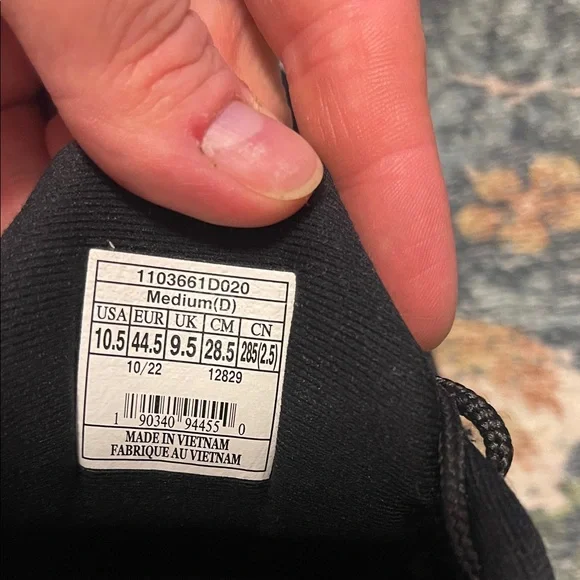 1103661D020
Medium(D)
USA EUR UK CM CN
10.5 44.5 9.5 28.5 285(2.5)
10/22 12829
1 90340 94455 0
MADE IN VIETNAM
FABRIQUE AU VIETNAM